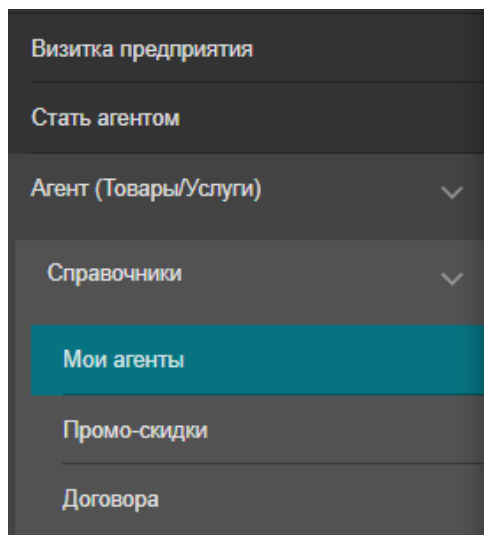 Визитка предприятия
Стать агентом
Агент (Товары/Услуги)
Справочники
Мои агенты
Промо-скидки
Договора